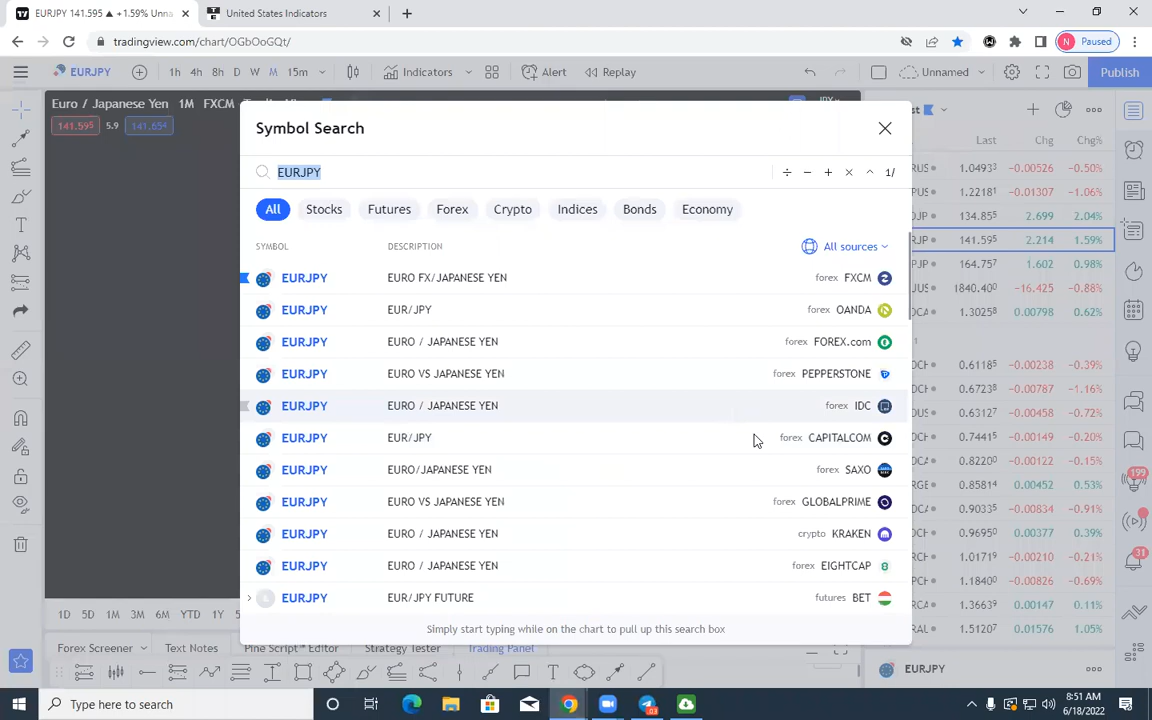 EURJPY 141.595 ▲ +1.59% Unna
United States Indicators
tradingview.com/chart/OGbOoGQt/
N Paused
EURJPY 1h 4h 8h D W M 15m Indicators Alert Replay Unnamed Publish
Euro / Japanese Yen 1M FXCM
141.595 5.9 141.654
Symbol Search
EURJPY 1/
All Stocks Futures Forex Crypto Indices Bonds Economy
SYMBOL DESCRIPTION All sources
EURJPY EURO FX/JAPANESE YEN forex FXCM
EURJPY EUR/JPY forex OANDA
EURJPY EURO / JAPANESE YEN forex FOREX.com
EURJPY EURO VS JAPANESE YEN forex PEPPERSTONE
EURJPY EURO / JAPANESE YEN forex IDC
EURJPY EUR/JPY forex CAPITALCOM
EURJPY EURO/JAPANESE YEN forex SAXO
EURJPY EURO VS JAPANESE YEN forex GLOBALPRIME
EURJPY EURO / JAPANESE YEN crypto KRAKEN
EURJPY EURO / JAPANESE YEN forex EIGHTCAP
EURJPY EUR/JPY FUTURE futures BET
Simply start typing while on the chart to pull up this search box
Last Chg Chg%
1.0493³ -0.00526 -0.50%
1.2218¹ -0.01307 -1.06%
134.85⁵ 2.699 2.04%
141.59⁵ 2.214 1.59%
164.75⁷ 1.602 0.98%
1840.40⁰ -16.425 -0.88%
1.3025⁸ 0.00798 0.62%
0.6118⁵ -0.00238 -0.39%
0.6723⁸ -0.00787 -1.16%
0.6312⁷ -0.00458 -0.72%
0.7441⁵ -0.00149 -0.20%
0.8220⁰ -0.00122 -0.15%
0.8581⁴ 0.00452 0.53%
0.9033⁵ -0.00834 -0.91%
0.9695⁰ 0.00377 0.39%
1.0171⁹ -0.00210 -0.21%
1.1840⁰ -0.00826 -0.69%
1.3666³ 0.00147 0.11%
1.5120⁷ 0.01576 1.05%
199
31
1D 5D 1M 3M 6M YTD 1Y
Forex Screener Text Notes Pine Script™ Editor Strategy Tester Trading Panel
EURJPY
Type here to search
8:51 AM
6/18/2022